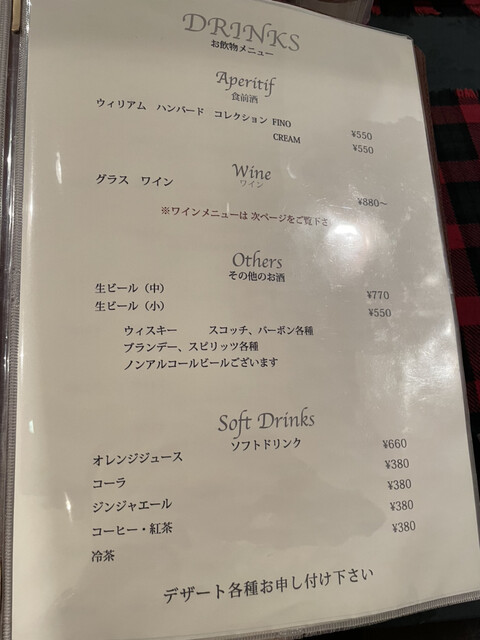 DRINKS
お飲物メニュー
Aperitif
食前酒
ウィリアム ハンバード コレクション FINO ¥550
CREAM ¥550
Wine
ワイン
グラス ワイン ¥880～
※ワインメニューは 次ページをご覧下さ
Others
その他のお酒
生ビール（中） ¥770
生ビール（小） ¥550
ウィスキー スコッチ、バーボン各種
ブランデー、スピリッツ各種
ノンアルコールビールございます
Soft Drinks
ソフトドリンク
オレンジジュース ¥660
コーラ ¥380
ジンジャエール ¥380
コーヒー・紅茶 ¥380
冷茶 ¥380
デザート各種お申し付け下さい